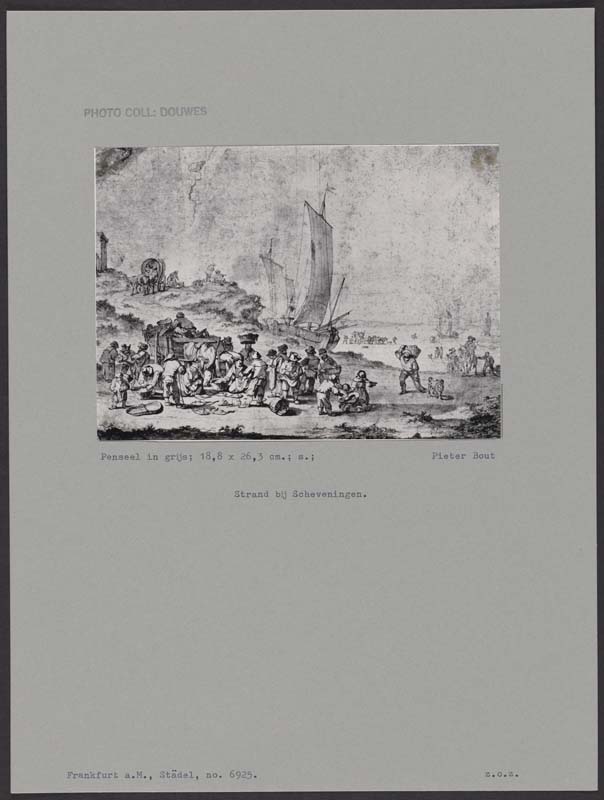 PHOTO COLL: DOUWES
Penseel in grijs; 18,8 x 26,3 cm.; s.; Pieter Bout
Strand bij Scheveningen.
Frankfurt a.M., Städel, no. 6925. z.o.z.